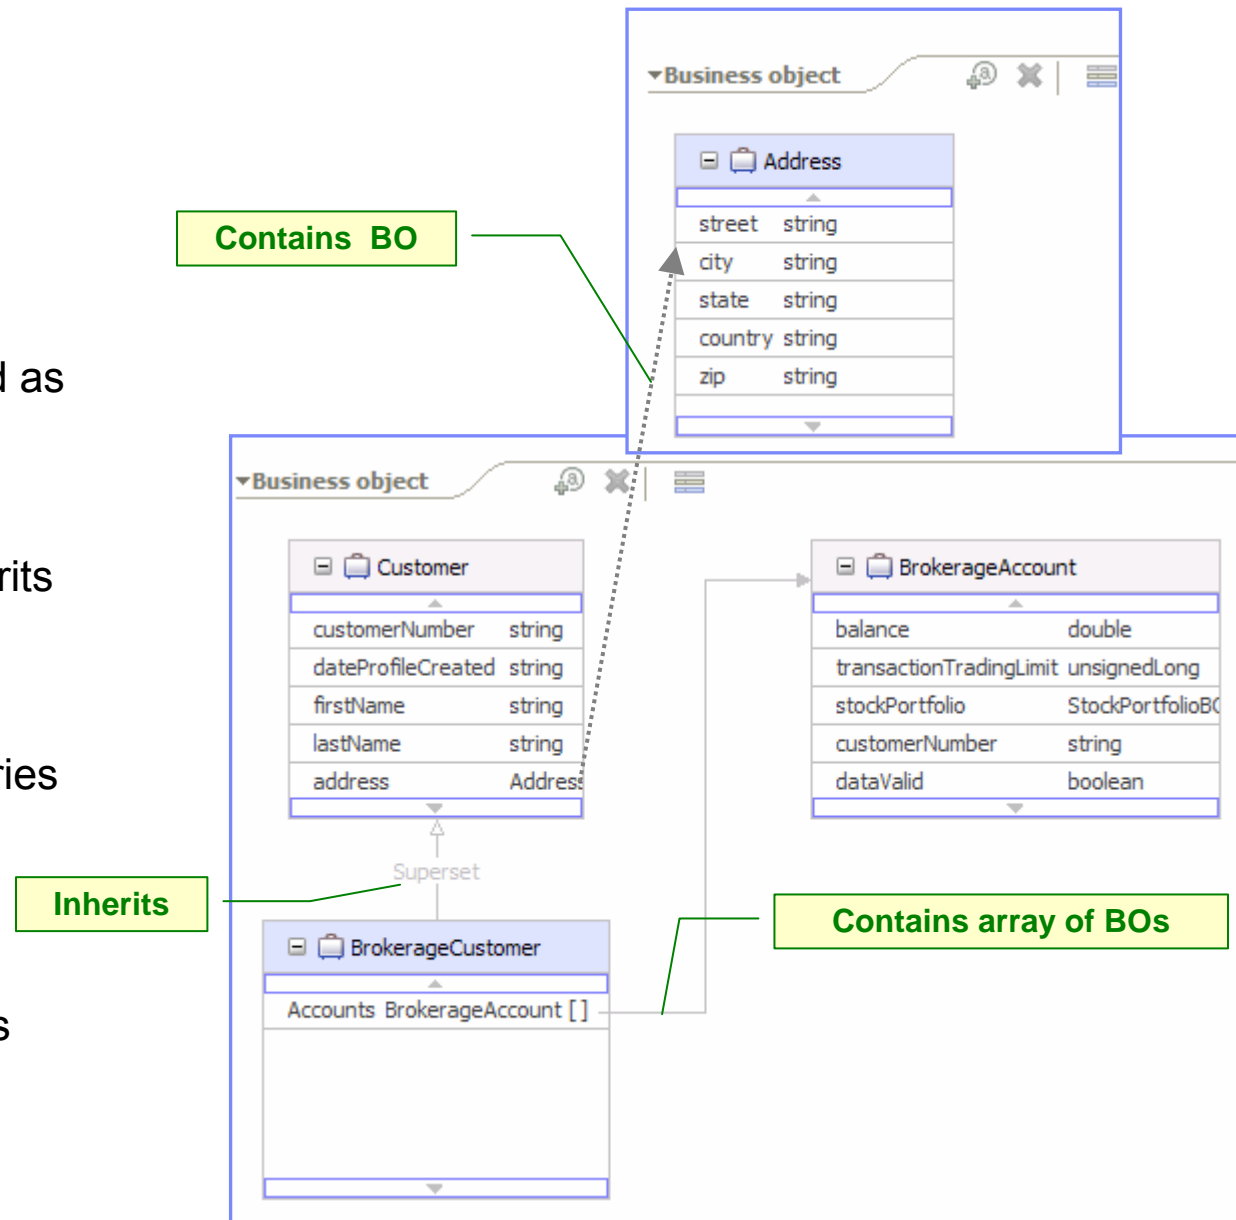 Business object
Address
street string
city string
state string
country string
zip string
Contains BO
d as
rits
ries
s
Business object
Customer
customerNumber string
dateProfileCreated string
firstName string
lastName string
address Address
BrokerageAccount
balance double
transactionTradingLimit unsignedLong
stockPortfolio StockPortfolioBO
customerNumber string
dataValid boolean
Superset
Inherits
Contains array of BOs
BrokerageCustomer
Accounts BrokerageAccount [ ]